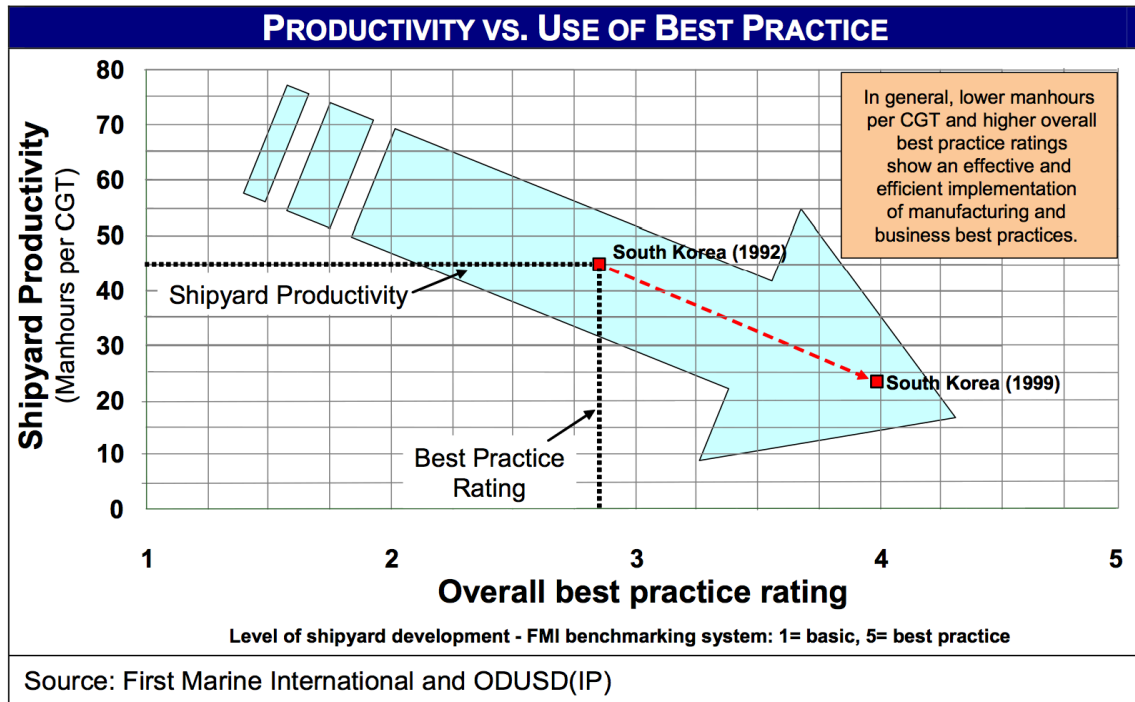 PRODUCTIVITY VS. USE OF BEST PRACTICE
Shipyard Productivity
(Manhours per CGT)
80
70
60
50
40
30
20
10
0
In general, lower manhours
per CGT and higher overall
best practice ratings
show an effective and
efficient implementation
of manufacturing and
business best practices.
South Korea (1992)
Shipyard Productivity
South Korea (1999)
Best Practice
Rating
1 2 3 4 5
Overall best practice rating
Level of shipyard development - FMI benchmarking system: 1= basic, 5= best practice
Source: First Marine International and ODUSD(IP)